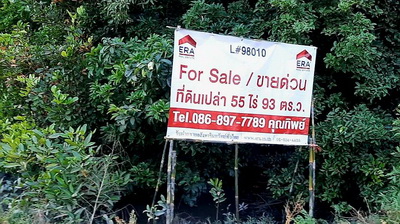 ERA
L#98010
ERA
For Sale / ขายด่วน
ที่ดินเปล่า 55 ไร่ 93 ตร.ว.
Tel.086-897-7789 คุณทิพย์